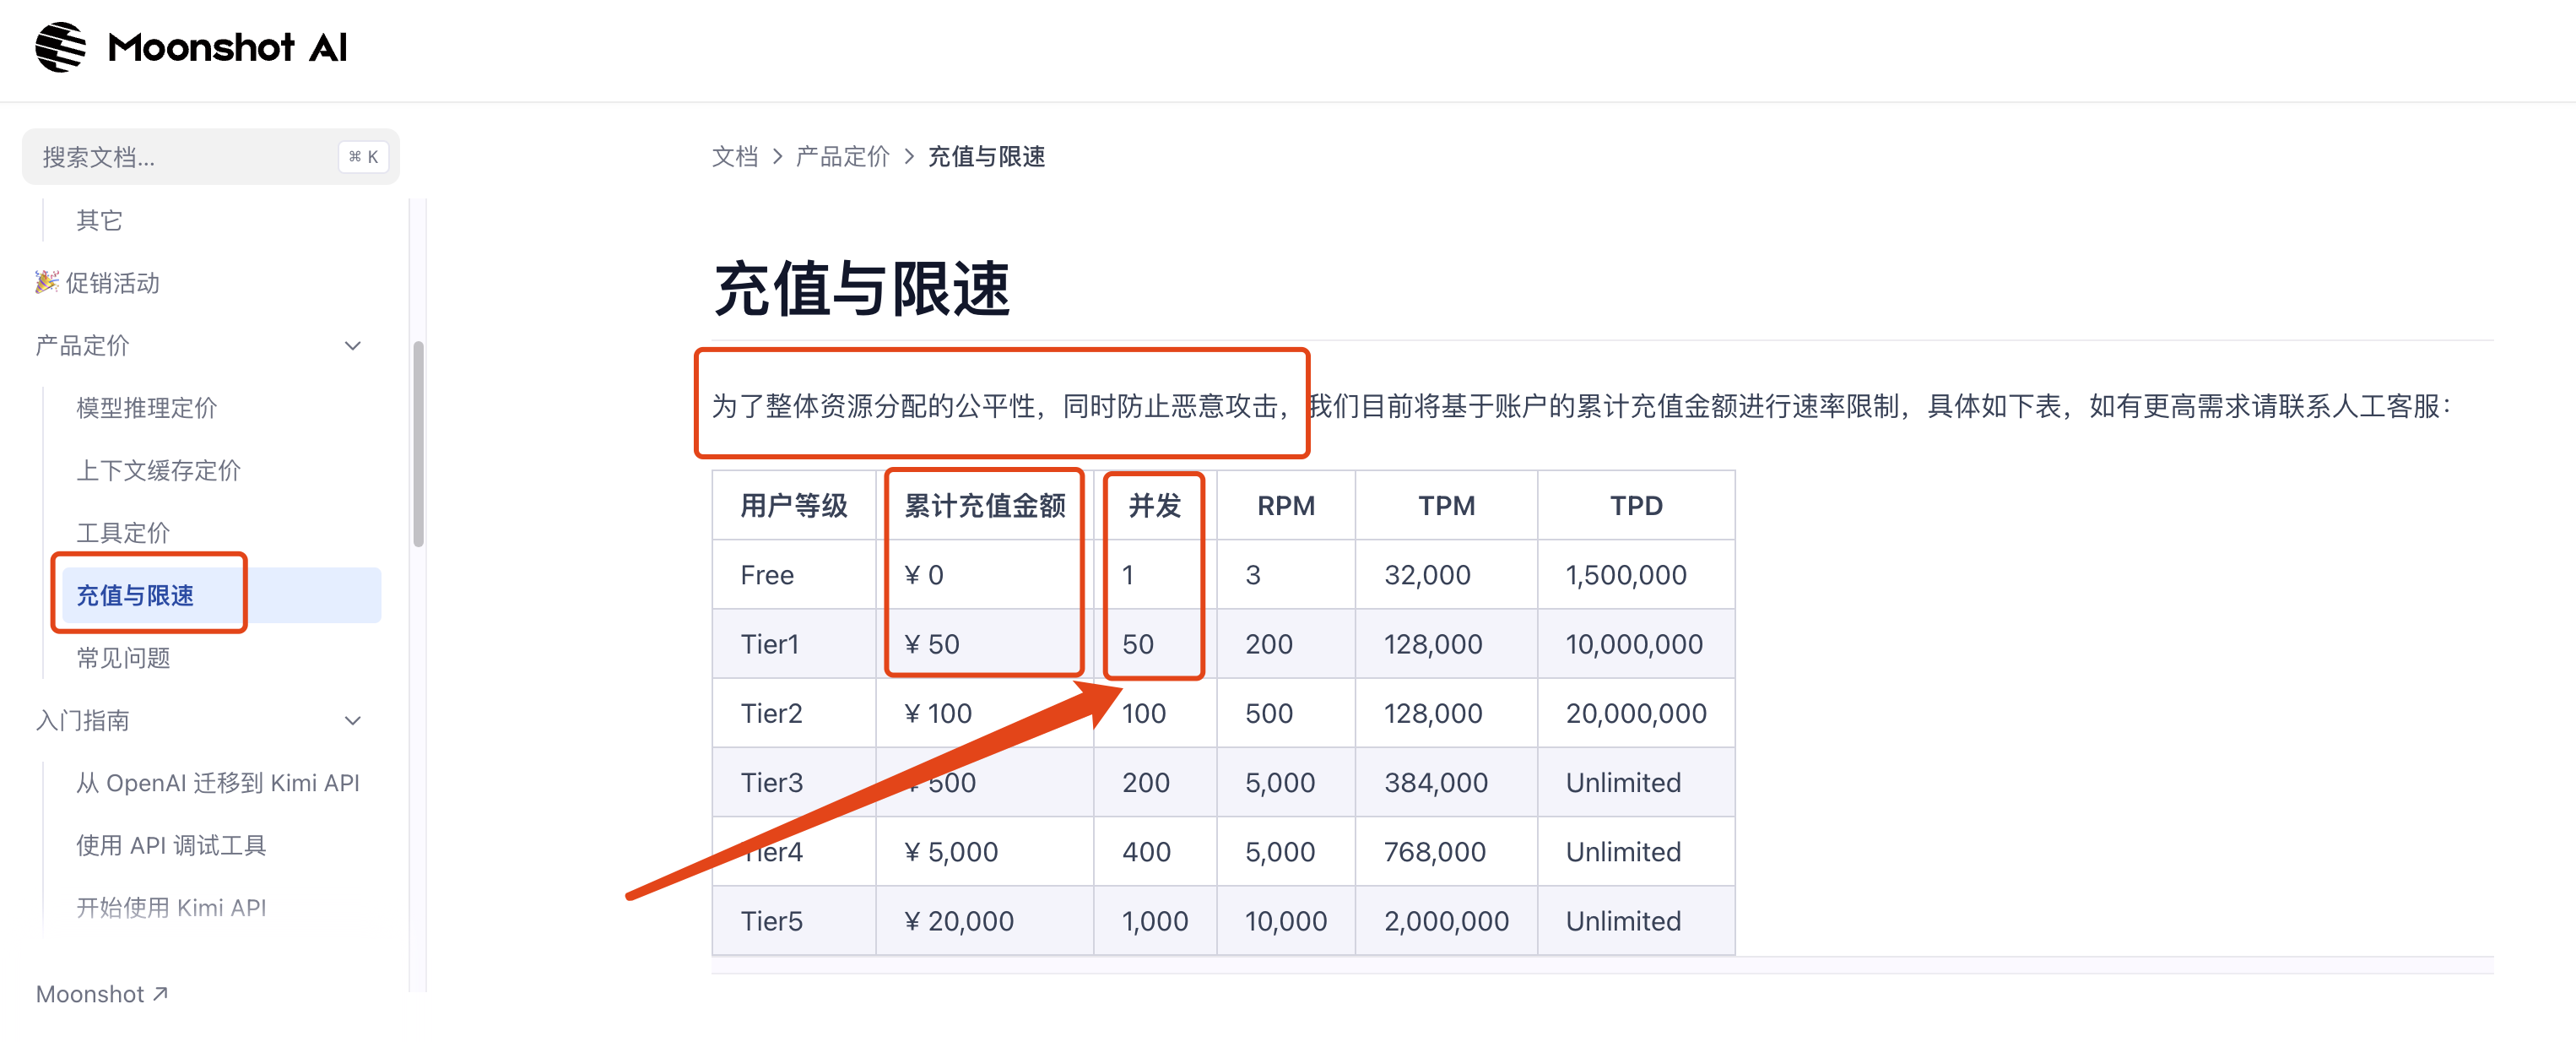 Moonshot AI
搜索文档...
⌘ K
其它
🎉 促销活动
产品定价
模型推理定价
上下文缓存定价
工具定价
充值与限速
常见问题
入门指南
从 OpenAI 迁移到 Kimi API
使用 API 调试工具
开始使用 Kimi API
Moonshot ↗
文档 > 产品定价 > 充值与限速
充值与限速
为了整体资源分配的公平性，同时防止恶意攻击，我们目前将基于账户的累计充值金额进行速率限制，具体如下表，如有更高需求请联系人工客服：
用户等级 累计充值金额 并发 RPM TPM TPD
Free ¥ 0 1 3 32,000 1,500,000
Tier1 ¥ 50 50 200 128,000 10,000,000
Tier2 ¥ 100 100 500 128,000 20,000,000
Tier3 ¥ 500 200 5,000 384,000 Unlimited
Tier4 ¥ 5,000 400 5,000 768,000 Unlimited
Tier5 ¥ 20,000 1,000 10,000 2,000,000 Unlimited